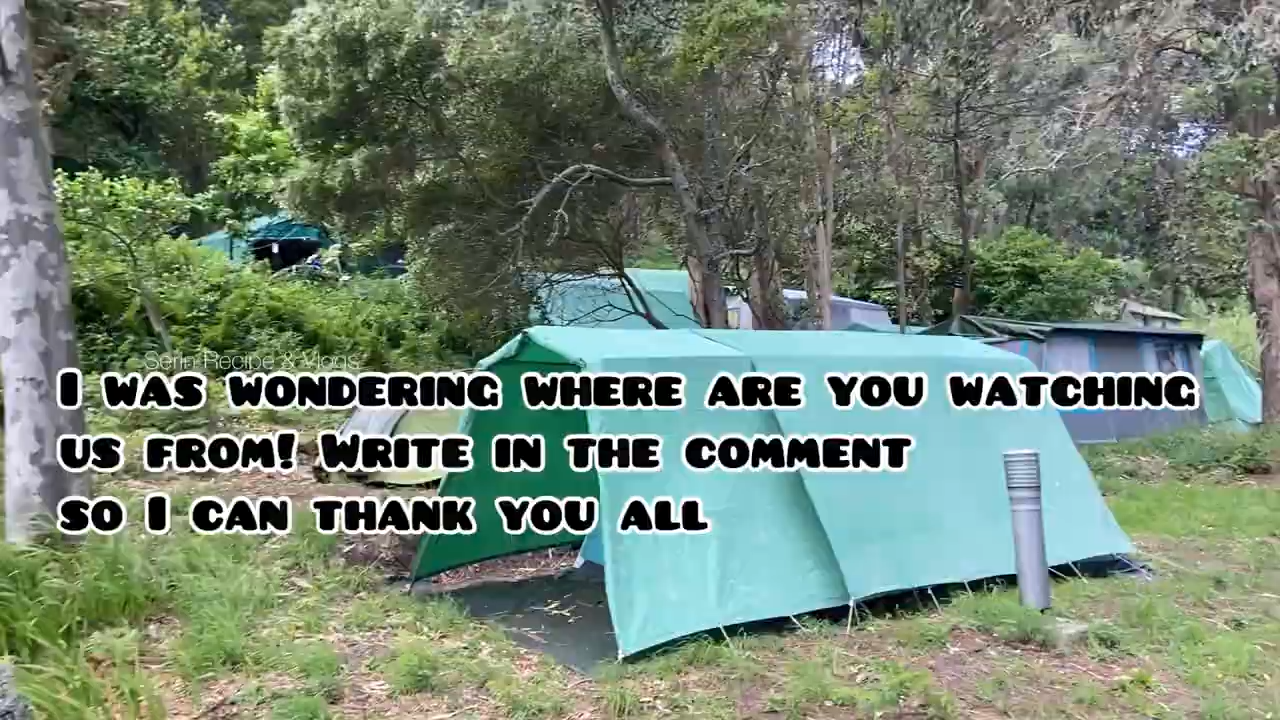 Serin Recipe & Vlogs
I was wondering where are you watching
us from! Write in the comment
so I can thank you all